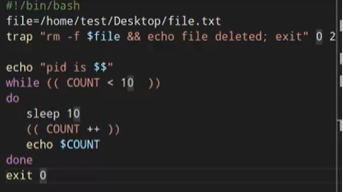 #!/bin/bash
file=/home/test/Desktop/file.txt
trap "rm -f $file && echo file deleted; exit" 0 2
echo "pid is $$"
while (( COUNT < 10  ))
do
sleep 10
(( COUNT ++ ))
echo $COUNT
done
exit 0